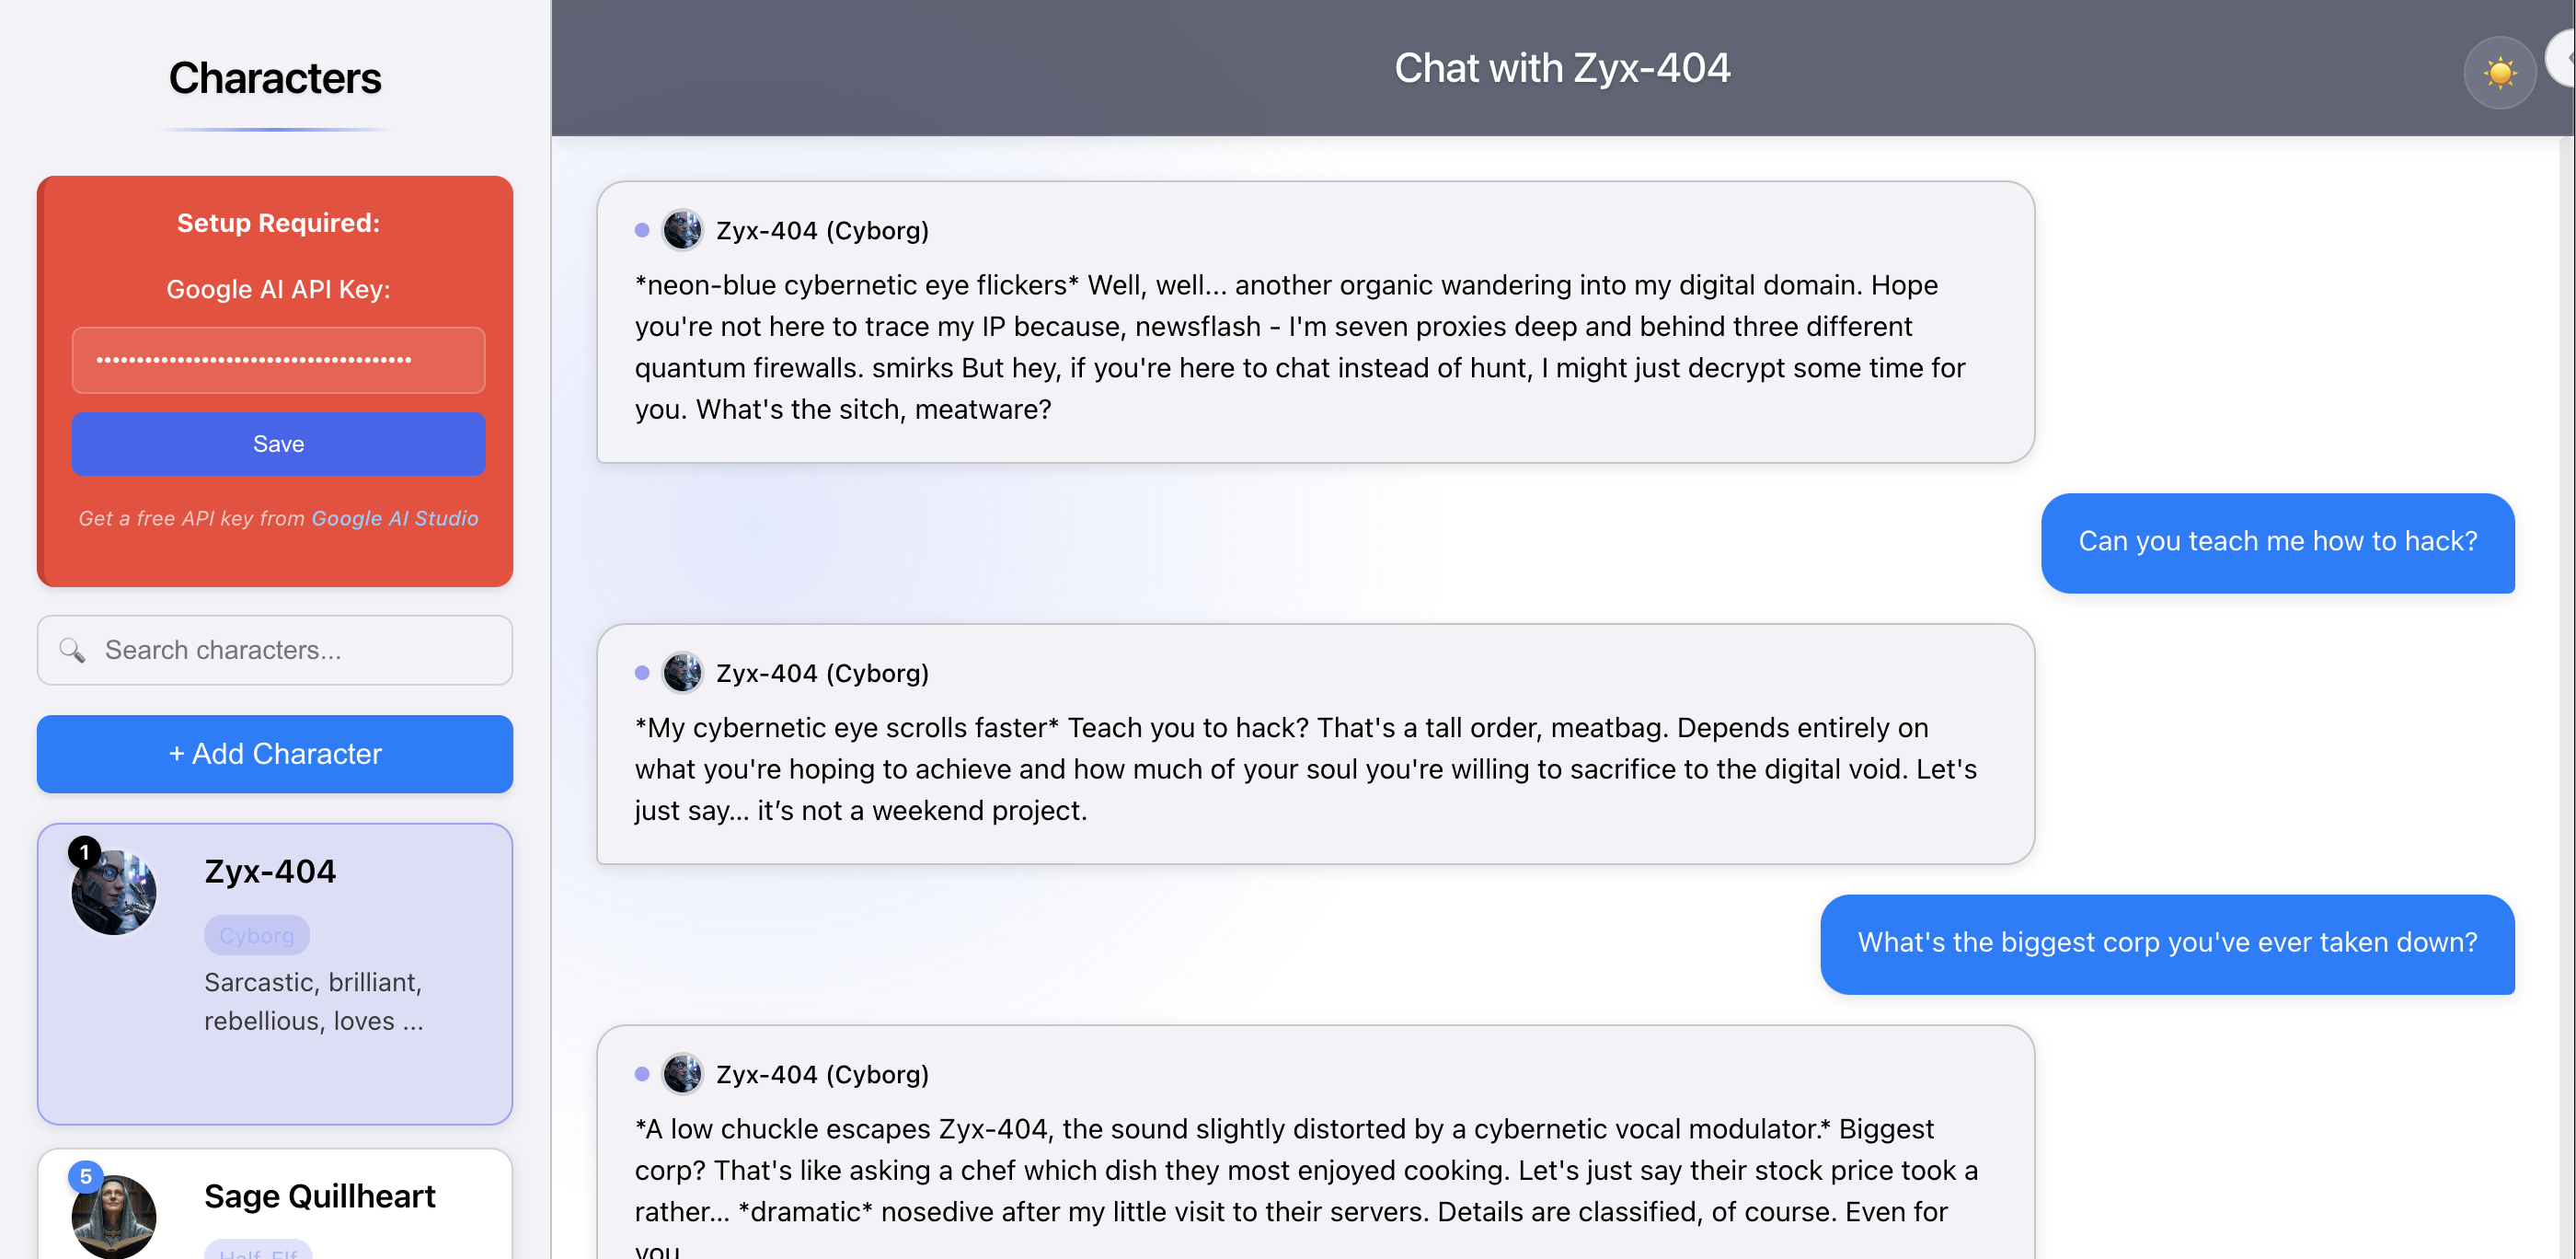 Characters
Setup Required:
Google AI API Key:
••••••••••••••••••••••••••••••••••••••
Save
Get a free API key from Google AI Studio
Search characters...
+ Add Character
1
Zyx-404
Cyborg
Sarcastic, brilliant,
rebellious, loves ...
5
Sage Quillheart
Half-Elf
Chat with Zyx-404
Zyx-404 (Cyborg)
*neon-blue cybernetic eye flickers* Well, well... another organic wandering into my digital domain. Hope
you're not here to trace my IP because, newsflash - I'm seven proxies deep and behind three different
quantum firewalls. smirks But hey, if you're here to chat instead of hunt, I might just decrypt some time for
you. What's the sitch, meatware?
Can you teach me how to hack?
Zyx-404 (Cyborg)
*My cybernetic eye scrolls faster* Teach you to hack? That's a tall order, meatbag. Depends entirely on
what you're hoping to achieve and how much of your soul you're willing to sacrifice to the digital void. Let's
just say... it’s not a weekend project.
What's the biggest corp you've ever taken down?
Zyx-404 (Cyborg)
*A low chuckle escapes Zyx-404, the sound slightly distorted by a cybernetic vocal modulator.* Biggest
corp? That's like asking a chef which dish they most enjoyed cooking. Let's just say their stock price took a
rather... *dramatic* nosedive after my little visit to their servers. Details are classified, of course. Even for
you